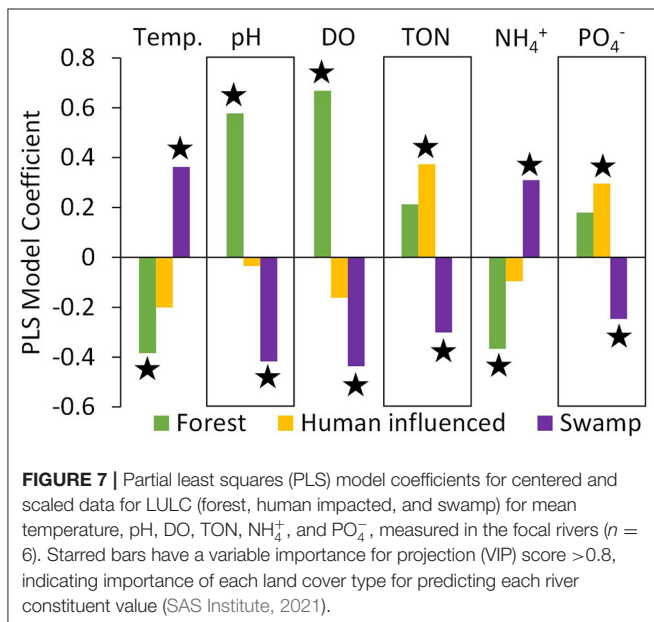 Temp. pH DO TON NH₄⁺ PO₄⁻
0.8
0.6
0.4
0.2
0
-0.2
-0.4
-0.6
PLS Model Coefficient
Forest Human influenced Swamp
FIGURE 7 | Partial least squares (PLS) model coefficients for centered and
scaled data for LULC (forest, human impacted, and swamp) for mean
temperature, pH, DO, TON, NH₄⁺, and PO₄⁻, measured in the focal rivers (n =
6). Starred bars have a variable importance for projection (VIP) score >0.8,
indicating importance of each land cover type for predicting each river
constituent value (SAS Institute, 2021).